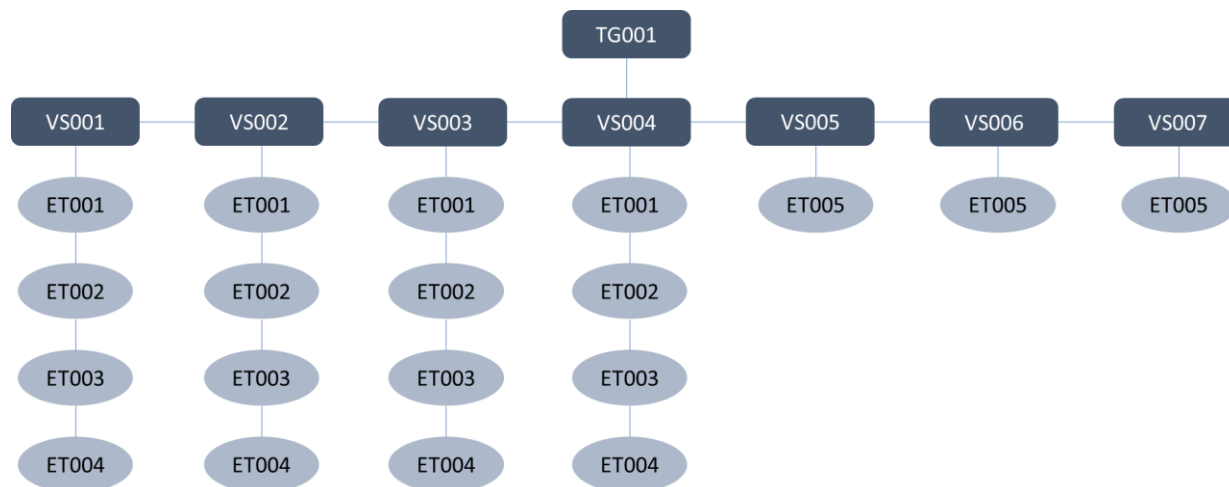 TG001
VS001 VS002 VS003 VS004 VS005 VS006 VS007
ET001 ET001 ET001 ET001 ET005 ET005 ET005
ET002 ET002 ET002 ET002
ET003 ET003 ET003 ET003
ET004 ET004 ET004 ET004